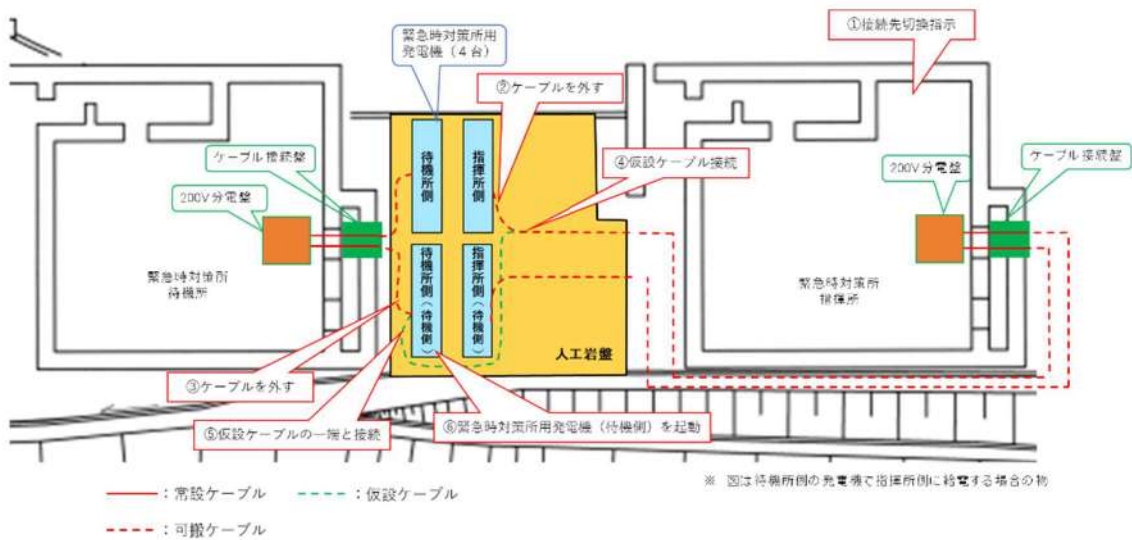 緊急時対策所用
発電機(4台)
①接続先切換指示
②ケーブルを外す
ケーブル接続盤
待機所側
指揮所側
④仮設ケーブル接続
200V分電盤
ケーブル接続盤
200V分電盤
緊急時対策所
待機所
待機所側(待機側)
指揮所側(待機側)
緊急時対策所
指揮所
人工岩盤
③ケーブルを外す
⑤仮設ケーブルの一端と接続
⑥緊急時対策所用発電機(待機側)を起動
※ 図は待機所側の発電機で指揮所側に給電する場合の物
:常設ケーブル
:仮設ケーブル
:可搬ケーブル